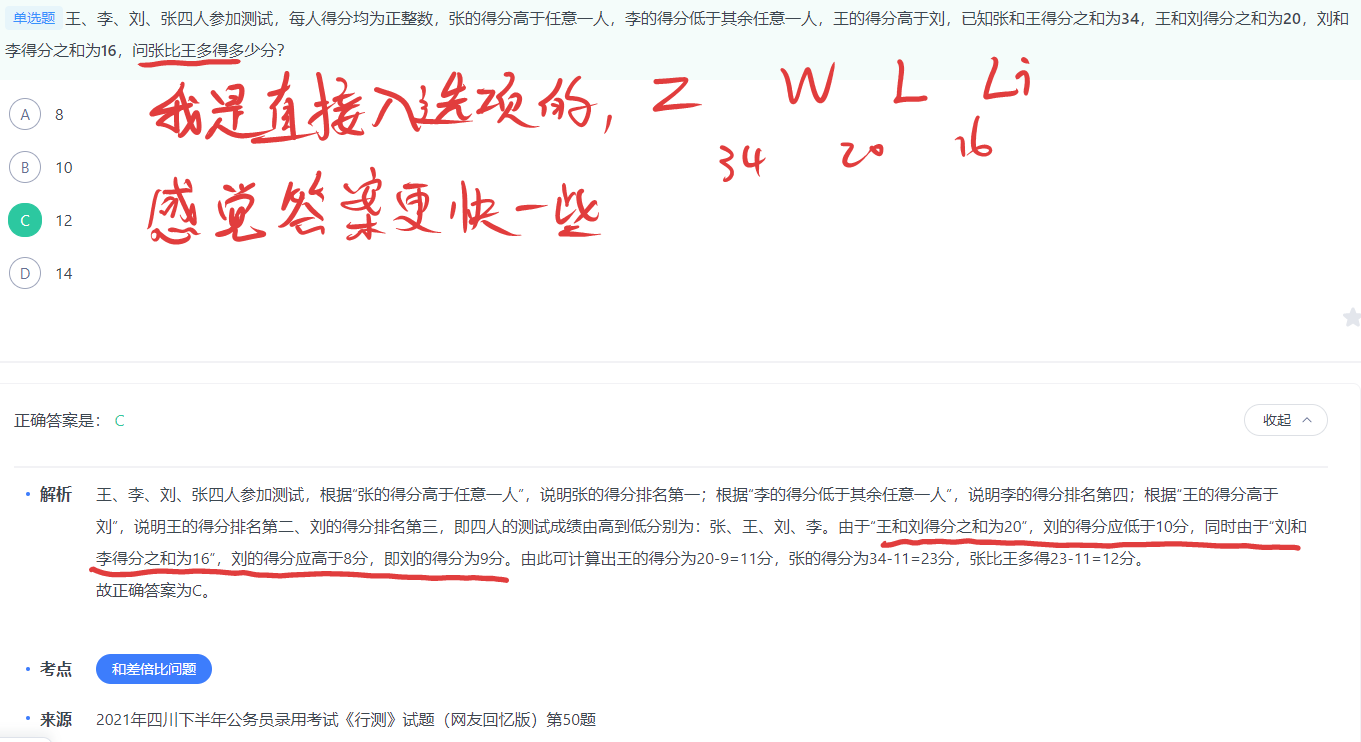 单选题 王、李、刘、张四人参加测试，每人得分均为正整数，张的得分高于任意一人，李的得分低于其余任意一人，王的得分高于刘，已知张和王得分之和为34，王和刘得分之和为20，刘和
李得分之和为16，问张比王多得多少分？
我是直接入选项的，Z W L Li
34 20 16
感觉答案更快一些
A 8
B 10
C 12
D 14
正确答案是： C
收起
解析 王、李、刘、张四人参加测试，根据“张的得分高于任意一人”，说明张的得分排名第一；根据“李的得分低于其余任意一人”，说明李的得分排名第四；根据“王的得分高于
刘”，说明王的得分排名第二、刘的得分排名第三，即四人的测试成绩由高到低分别为：张、王、刘、李。由于“王和刘得分之和为20”，刘的得分应低于10分，同时由于“刘和
李得分之和为16”，刘的得分应高于8分，即刘的得分为9分。由此可计算出王的得分为20-9=11分，张的得分为34-11=23分，张比王多得23-11=12分。
故正确答案为C。
考点 和差倍比问题
来源 2021年四川下半年公务员录用考试《行测》试题（网友回忆版）第50题